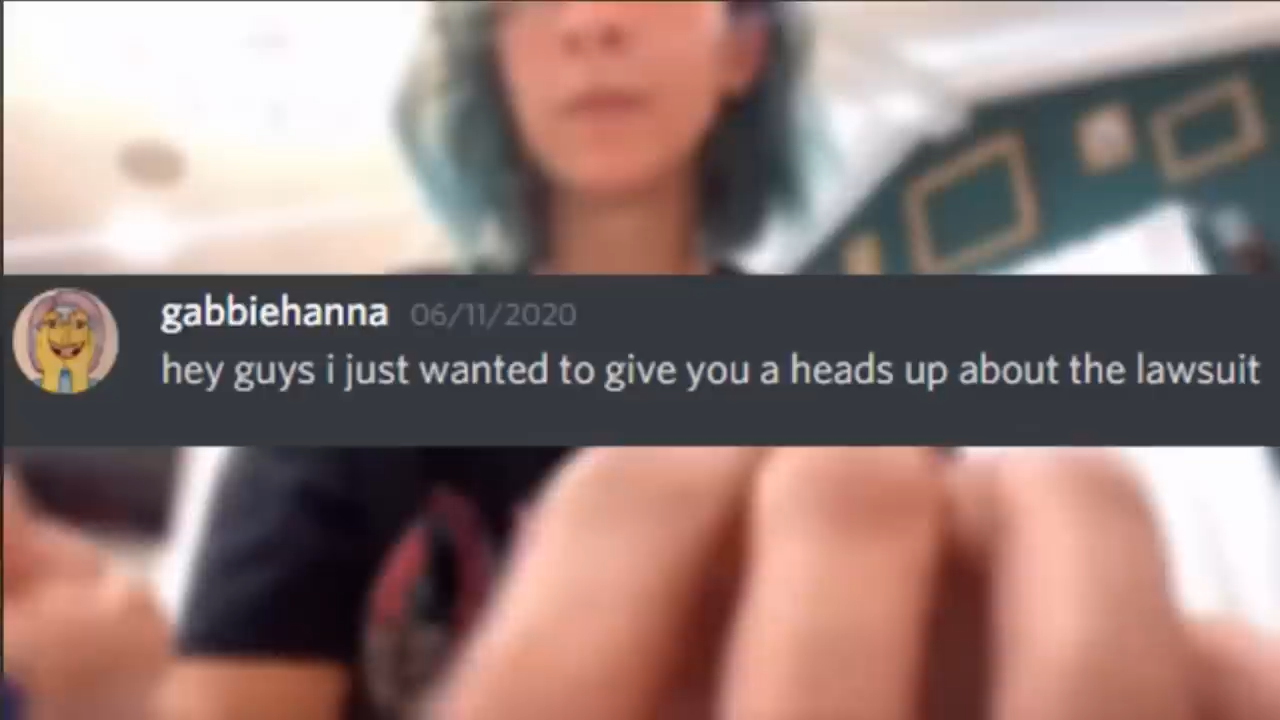 gabbiehanna 06/11/2020
hey guys i just wanted to give you a heads up about the lawsuit